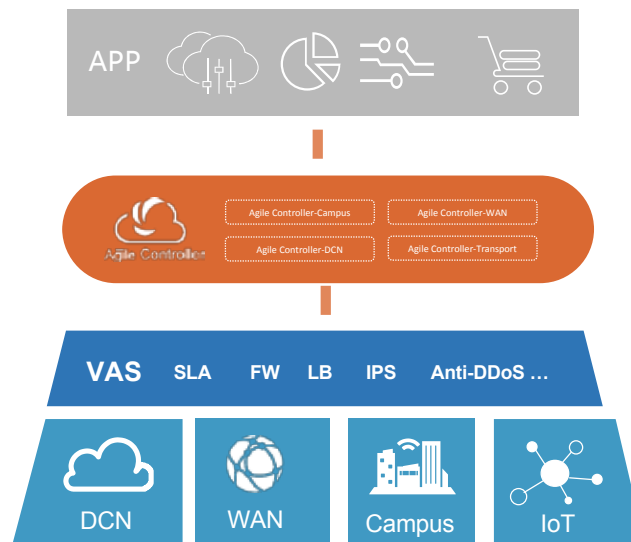 APP
Agile Controller
Agile Controller-Campus
Agile Controller-WAN
Agile Controller-DCN
Agile Controller-Transport
VAS SLA FW LB IPS Anti-DDoS ...
DCN WAN Campus IoT